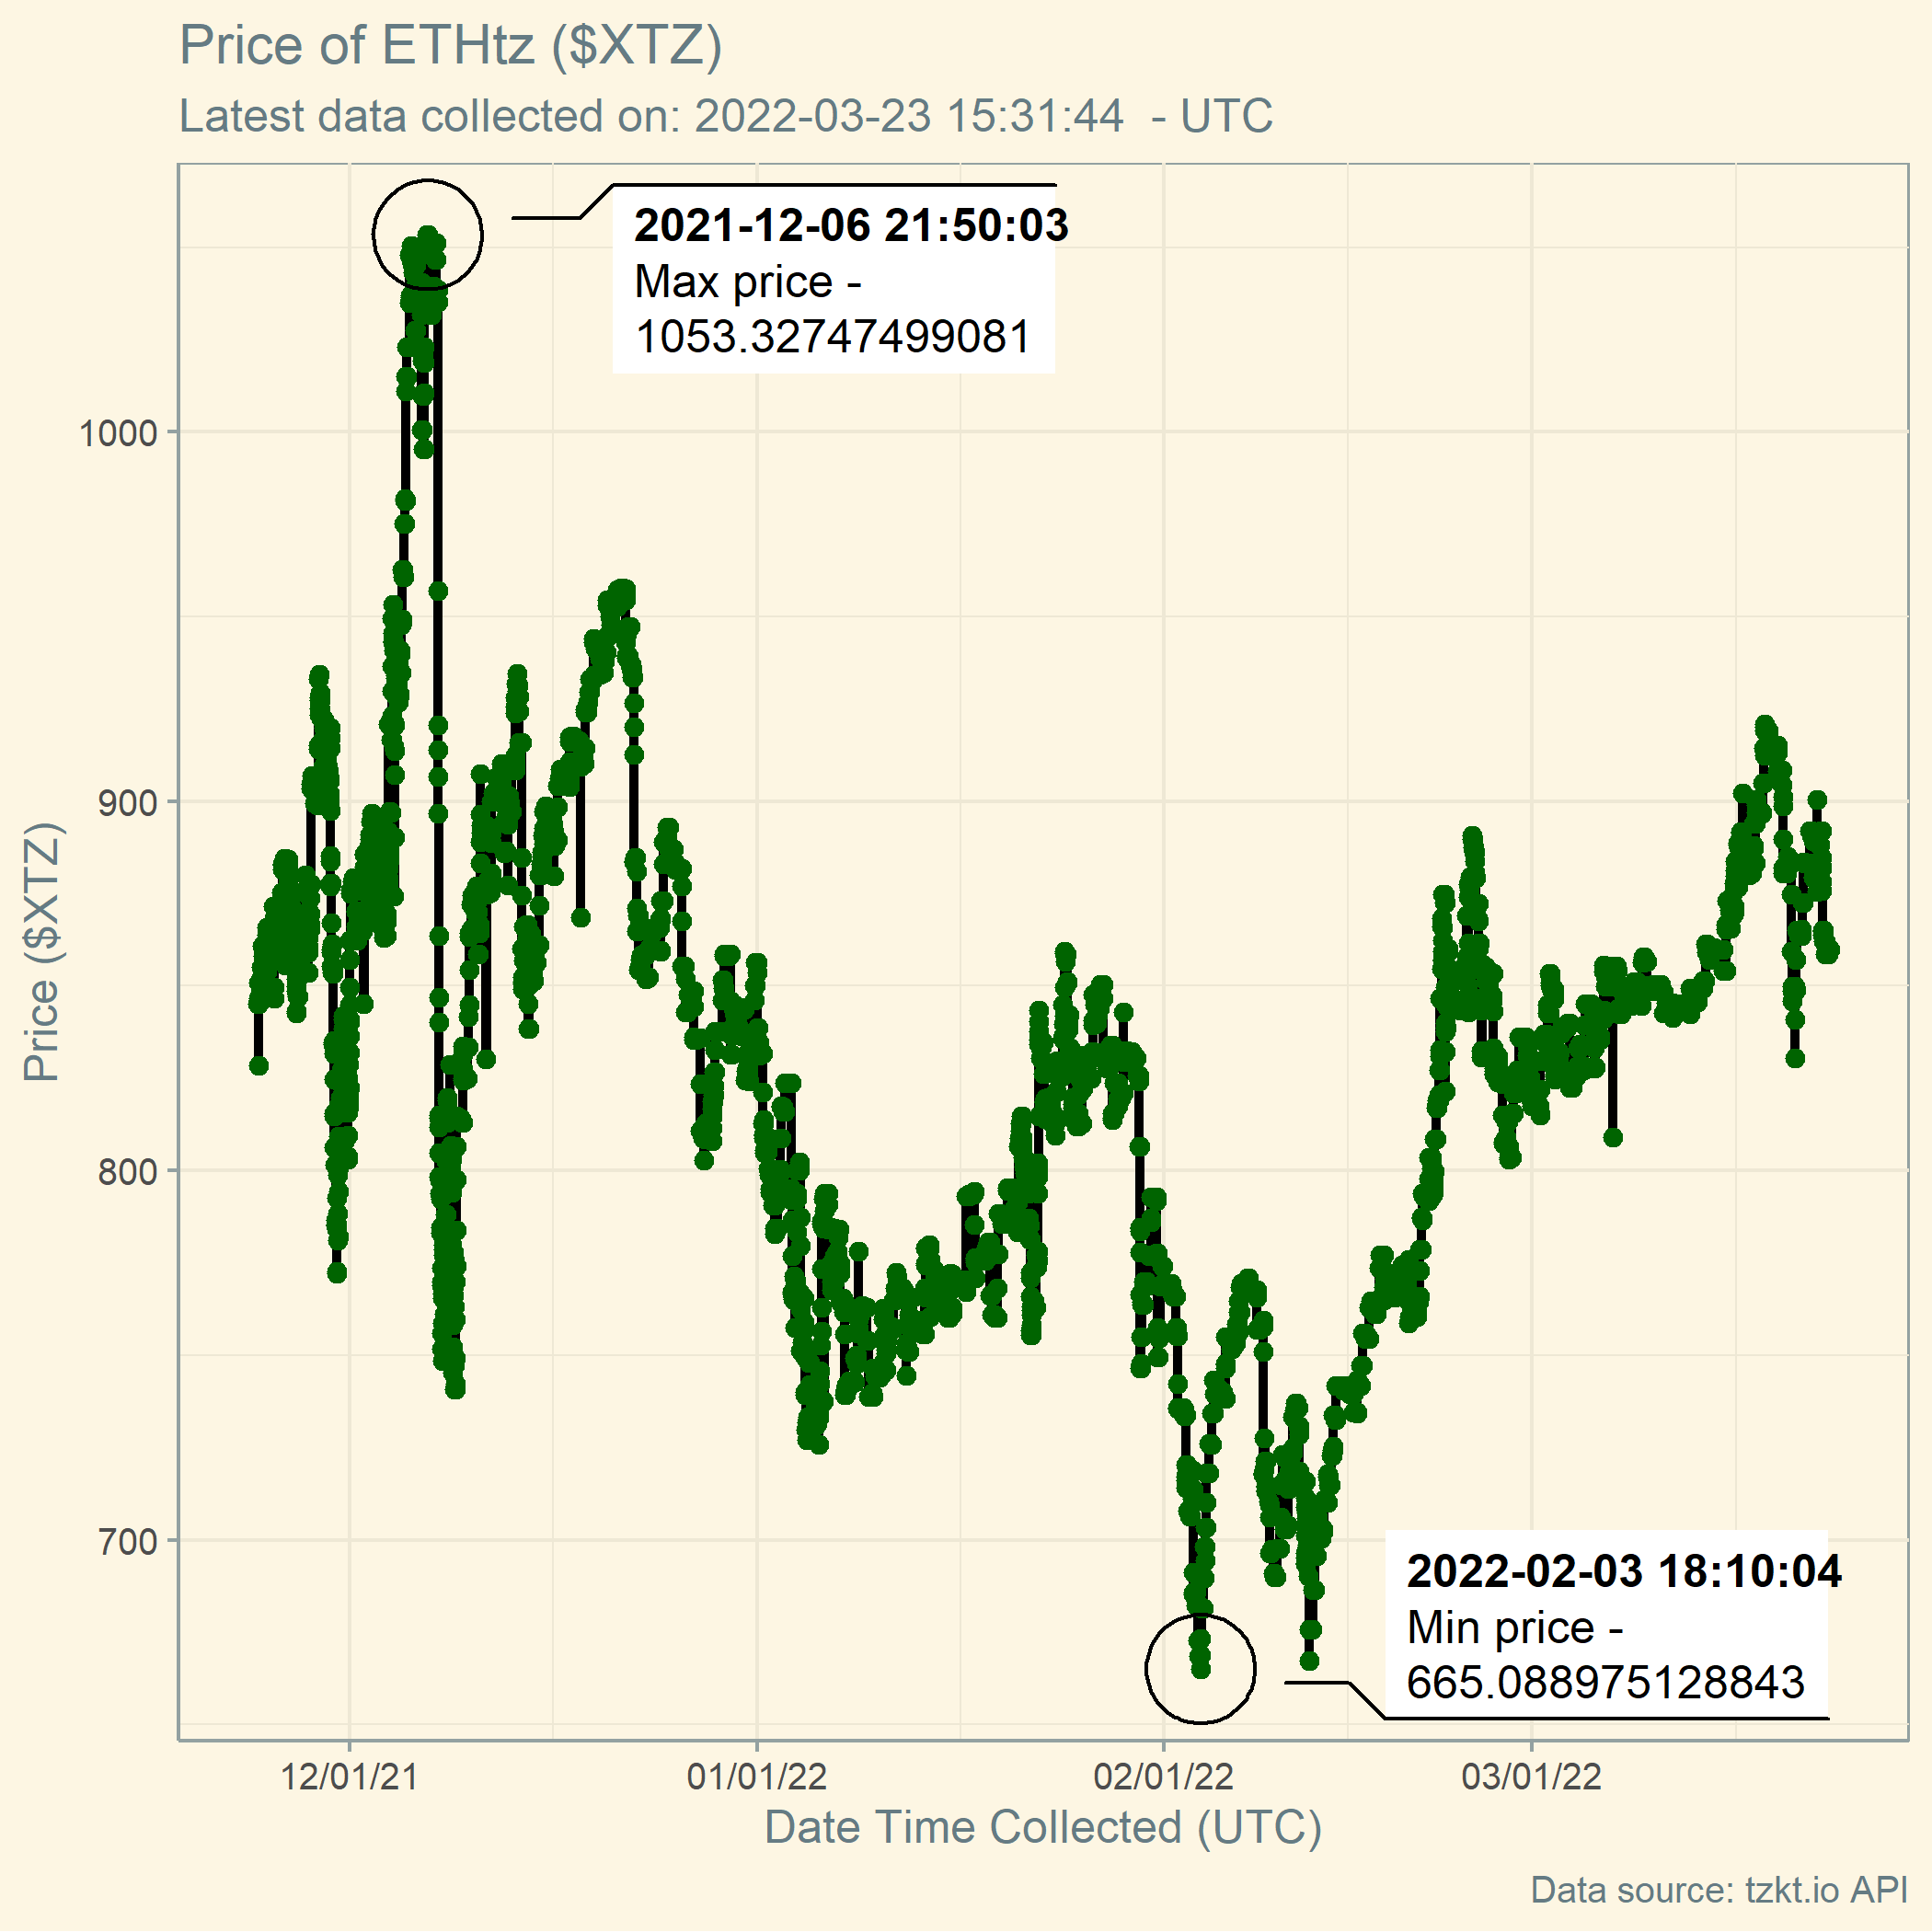 Price of ETHtz ($XTZ)
Latest data collected on: 2022-03-23 15:31:44  - UTC
2021-12-06 21:50:03
Max price -
1053.32747499081
1000
900
800
700
Price ($XTZ)
2022-02-03 18:10:04
Min price -
665.088975128843
12/01/21
01/01/22
02/01/22
03/01/22
Date Time Collected (UTC)
Data source: tzkt.io API